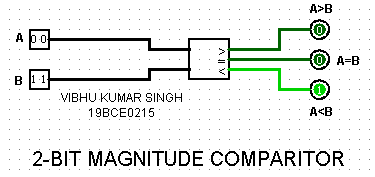 A>B
A 0 0
> = <
0
0 A=B
B 1 1
1
VIBHU KUMAR SINGH
19BCE0215
A<B
2-BIT MAGNITUDE COMPARITOR